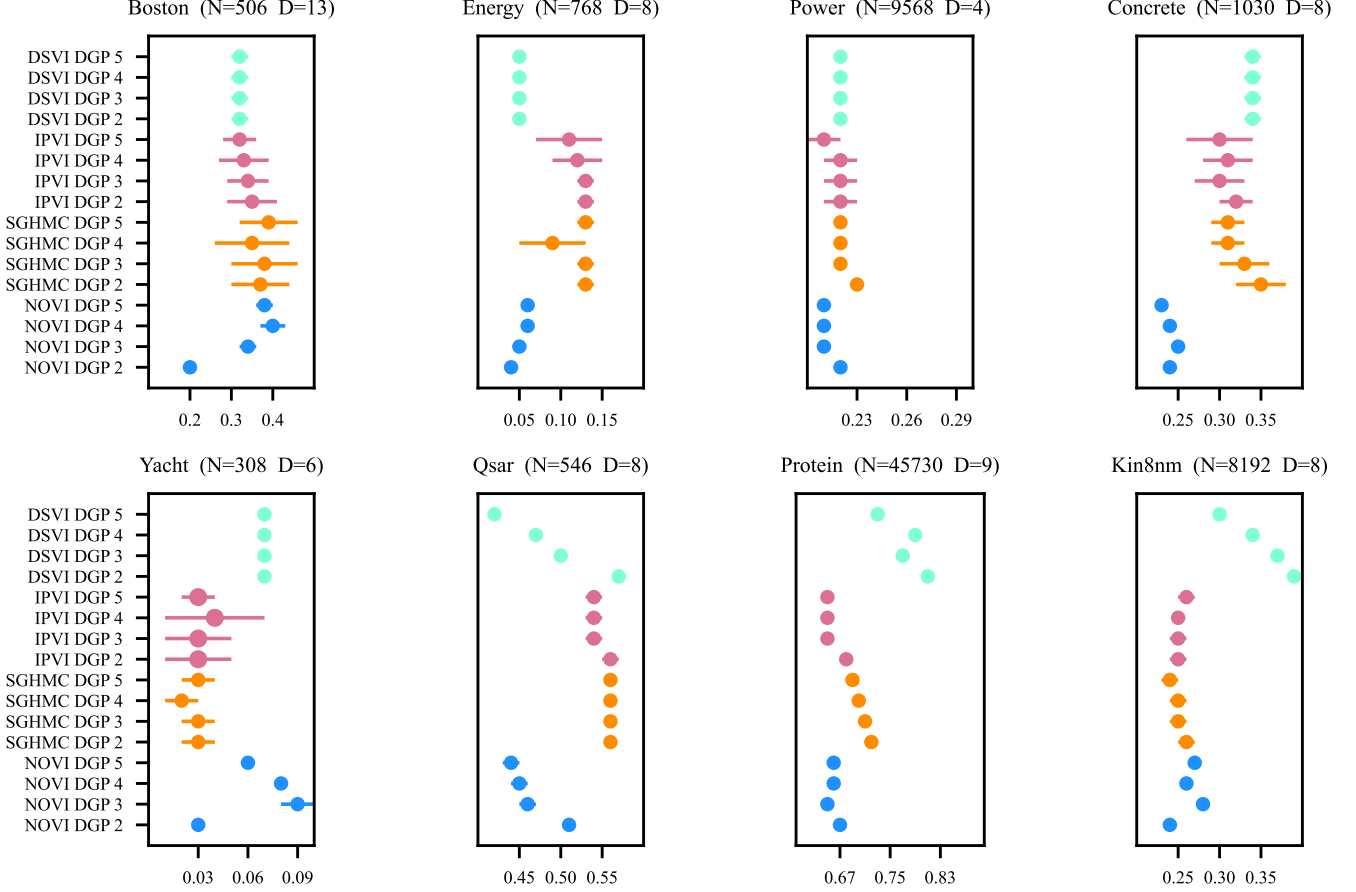 Boston (N=506 D=13)
Energy (N=768 D=8)
Power (N=9568 D=4)
Concrete (N=1030 D=8)
DSVI DGP 5
DSVI DGP 4
DSVI DGP 3
DSVI DGP 2
IPVI DGP 5
IPVI DGP 4
IPVI DGP 3
IPVI DGP 2
SGHMC DGP 5
SGHMC DGP 4
SGHMC DGP 3
SGHMC DGP 2
NOVI DGP 5
NOVI DGP 4
NOVI DGP 3
NOVI DGP 2
0.2 0.3 0.4
0.05 0.10 0.15
0.23 0.26 0.29
0.25 0.30 0.35
Yacht (N=308 D=6)
Qsar (N=546 D=8)
Protein (N=45730 D=9)
Kin8nm (N=8192 D=8)
DSVI DGP 5
DSVI DGP 4
DSVI DGP 3
DSVI DGP 2
IPVI DGP 5
IPVI DGP 4
IPVI DGP 3
IPVI DGP 2
SGHMC DGP 5
SGHMC DGP 4
SGHMC DGP 3
SGHMC DGP 2
NOVI DGP 5
NOVI DGP 4
NOVI DGP 3
NOVI DGP 2
0.03 0.06 0.09
0.45 0.50 0.55
0.67 0.75 0.83
0.25 0.30 0.35